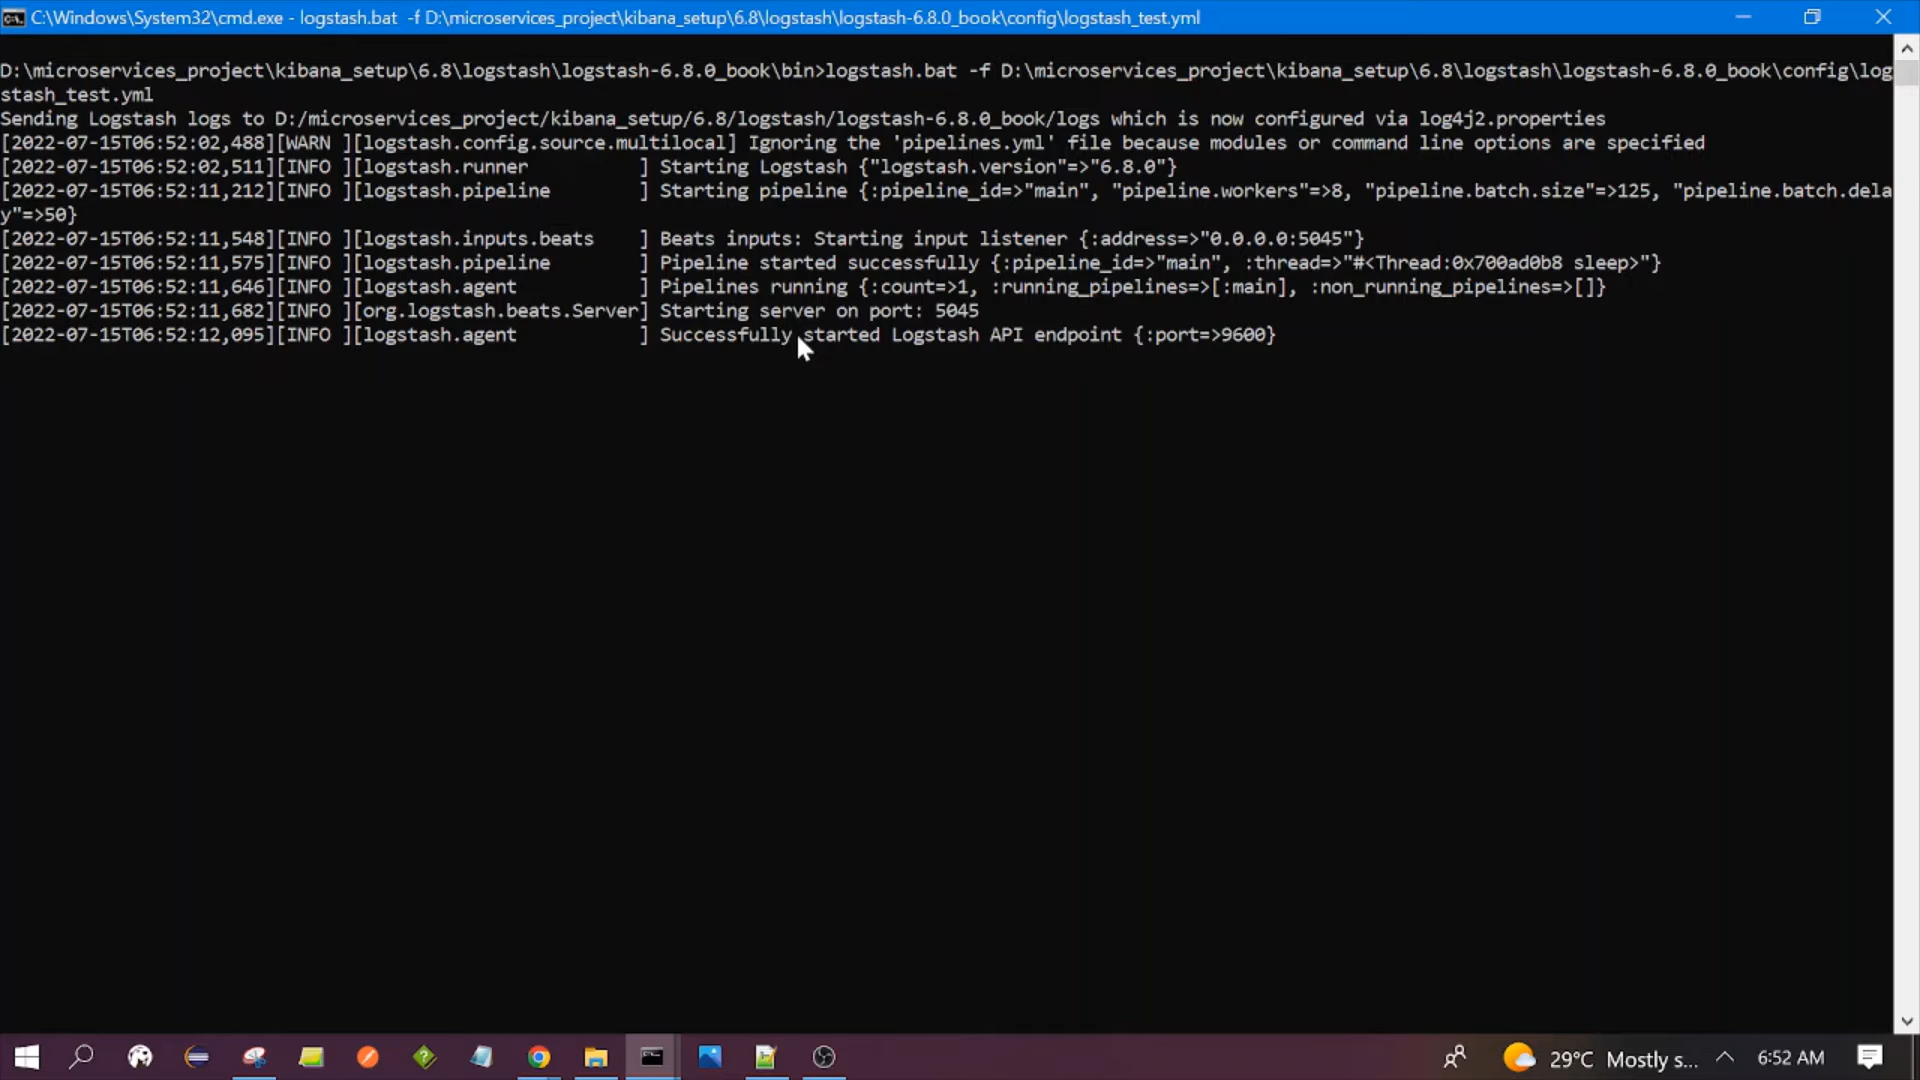 C:\Windows\System32\cmd.exe - logstash.bat  -f D:\microservices_project\kibana_setup\6.8\logstash\logstash-6.8.0_book\config\logstash_test.yml
D:\microservices_project\kibana_setup\6.8\logstash\logstash-6.8.0_book\bin>logstash.bat -f D:\microservices_project\kibana_setup\6.8\logstash\logstash-6.8.0_book\config\log
stash_test.yml
Sending Logstash logs to D:/microservices_project/kibana_setup/6.8/logstash/logstash-6.8.0_book/logs which is now configured via log4j2.properties
[2022-07-15T06:52:02,488][WARN ][logstash.config.source.multilocal] Ignoring the 'pipelines.yml' file because modules or command line options are specified
[2022-07-15T06:52:02,511][INFO ][logstash.runner          ] Starting Logstash {"logstash.version"=>"6.8.0"}
[2022-07-15T06:52:11,212][INFO ][logstash.pipeline        ] Starting pipeline {:pipeline_id=>"main", "pipeline.workers"=>8, "pipeline.batch.size"=>125, "pipeline.batch.dela
y"=>50}
[2022-07-15T06:52:11,548][INFO ][logstash.inputs.beats    ] Beats inputs: Starting input listener {:address=>"0.0.0.0:5045"}
[2022-07-15T06:52:11,575][INFO ][logstash.pipeline        ] Pipeline started successfully {:pipeline_id=>"main", :thread=>"#<Thread:0x700ad0b8 sleep>"}
[2022-07-15T06:52:11,646][INFO ][logstash.agent           ] Pipelines running {:count=>1, :running_pipelines=>[:main], :non_running_pipelines=>[]}
[2022-07-15T06:52:11,682][INFO ][org.logstash.beats.Server] Starting server on port: 5045
[2022-07-15T06:52:12,095][INFO ][logstash.agent           ] Successfully started Logstash API endpoint {:port=>9600}
29°C Mostly s... 6:52 AM